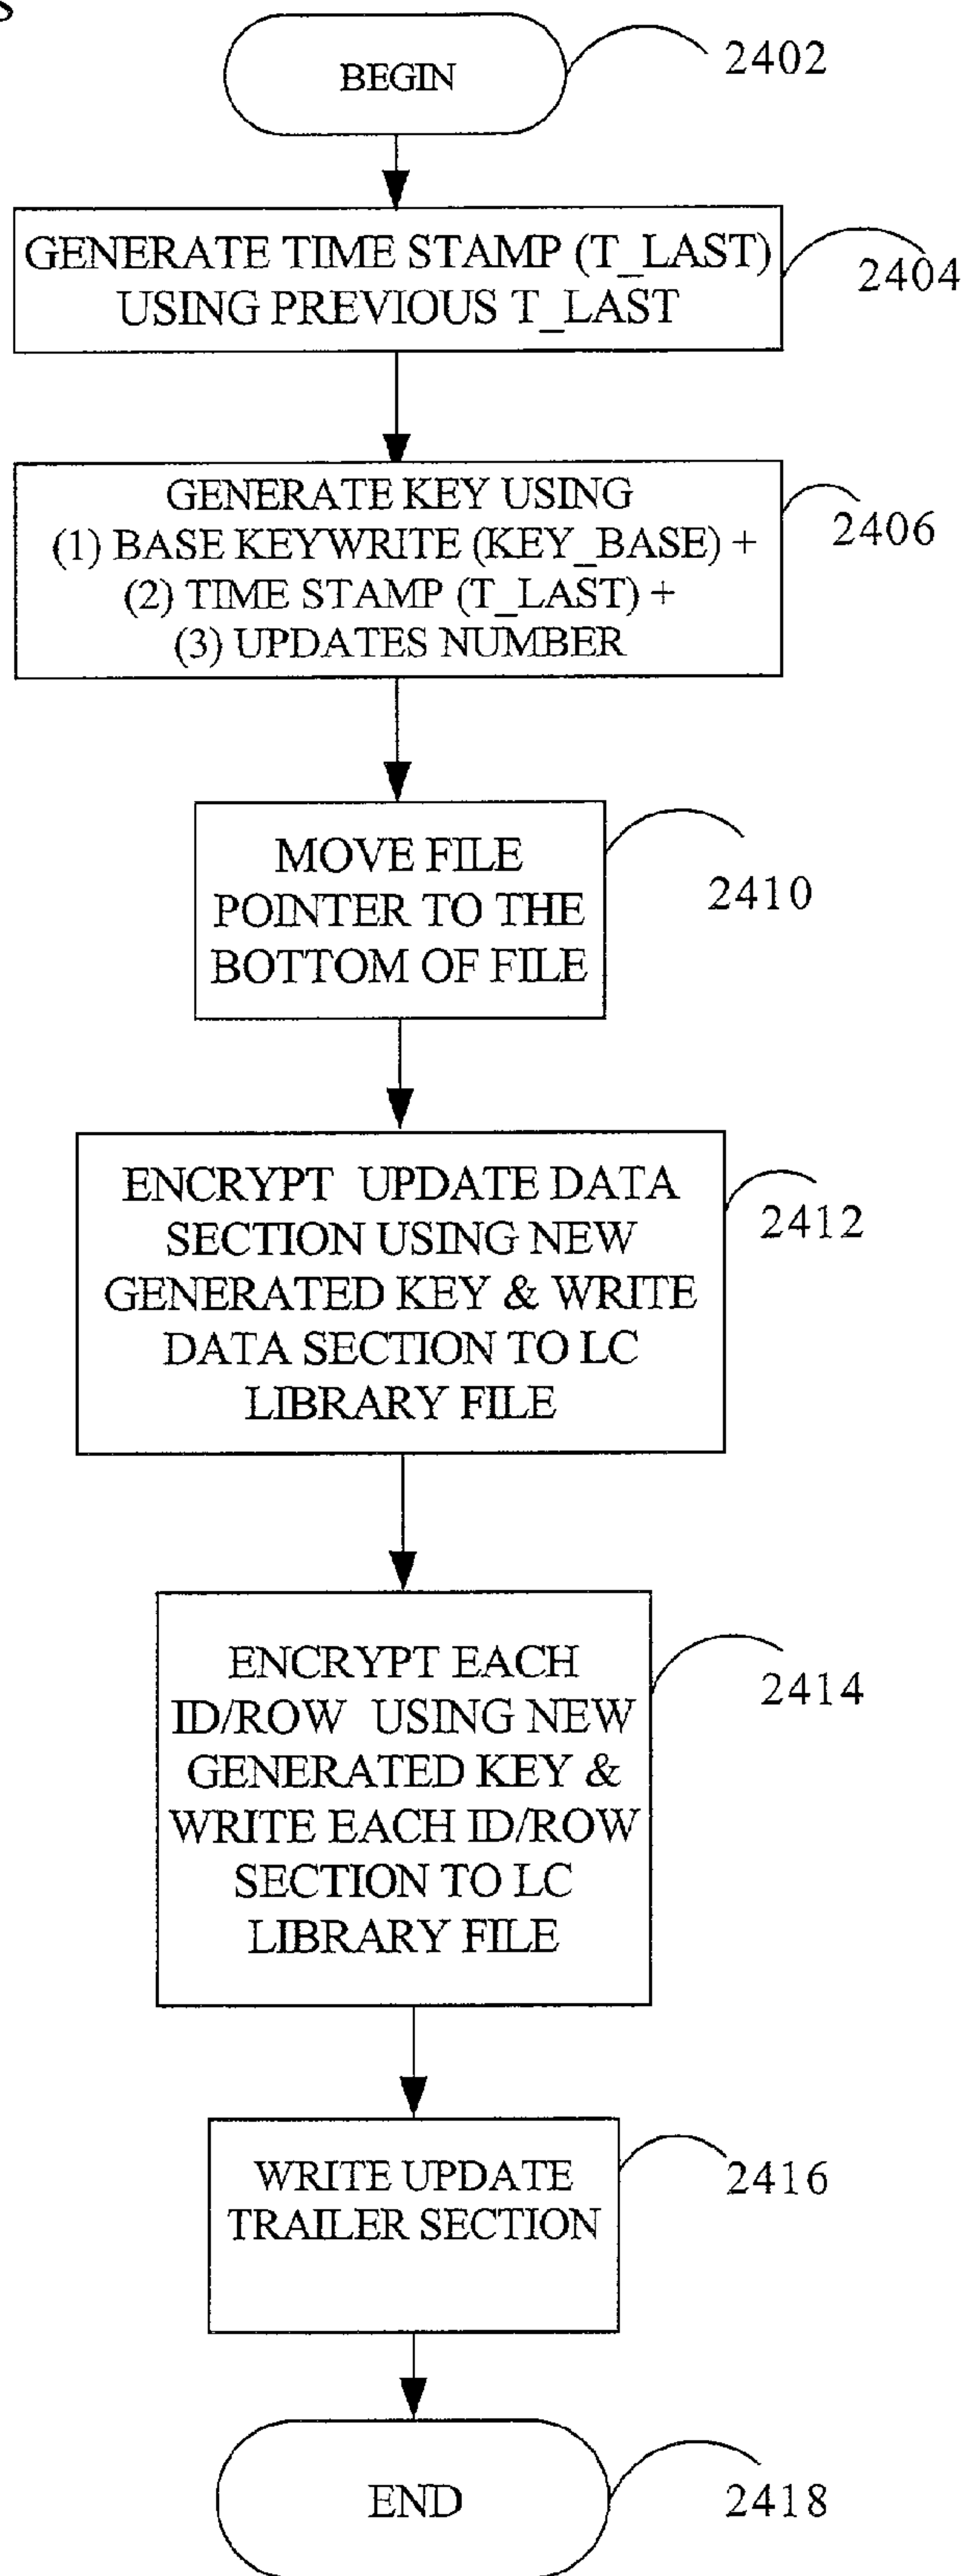 BEGIN
2402
GENERATE TIME STAMP (T_LAST)
USING PREVIOUS T_LAST
2404
GENERATE KEY USING
(1) BASE KEYWRITE (KEY_BASE) +
(2) TIME STAMP (T_LAST) +
(3) UPDATES NUMBER
2406
MOVE FILE
POINTER TO THE
BOTTOM OF FILE
2410
ENCRYPT UPDATE DATA
SECTION USING NEW
GENERATED KEY & WRITE
DATA SECTION TO LC
LIBRARY FILE
2412
ENCRYPT EACH
ID/ROW USING NEW
GENERATED KEY &
WRITE EACH ID/ROW
SECTION TO LC
LIBRARY FILE
2414
WRITE UPDATE
TRAILER SECTION
2416
END
2418